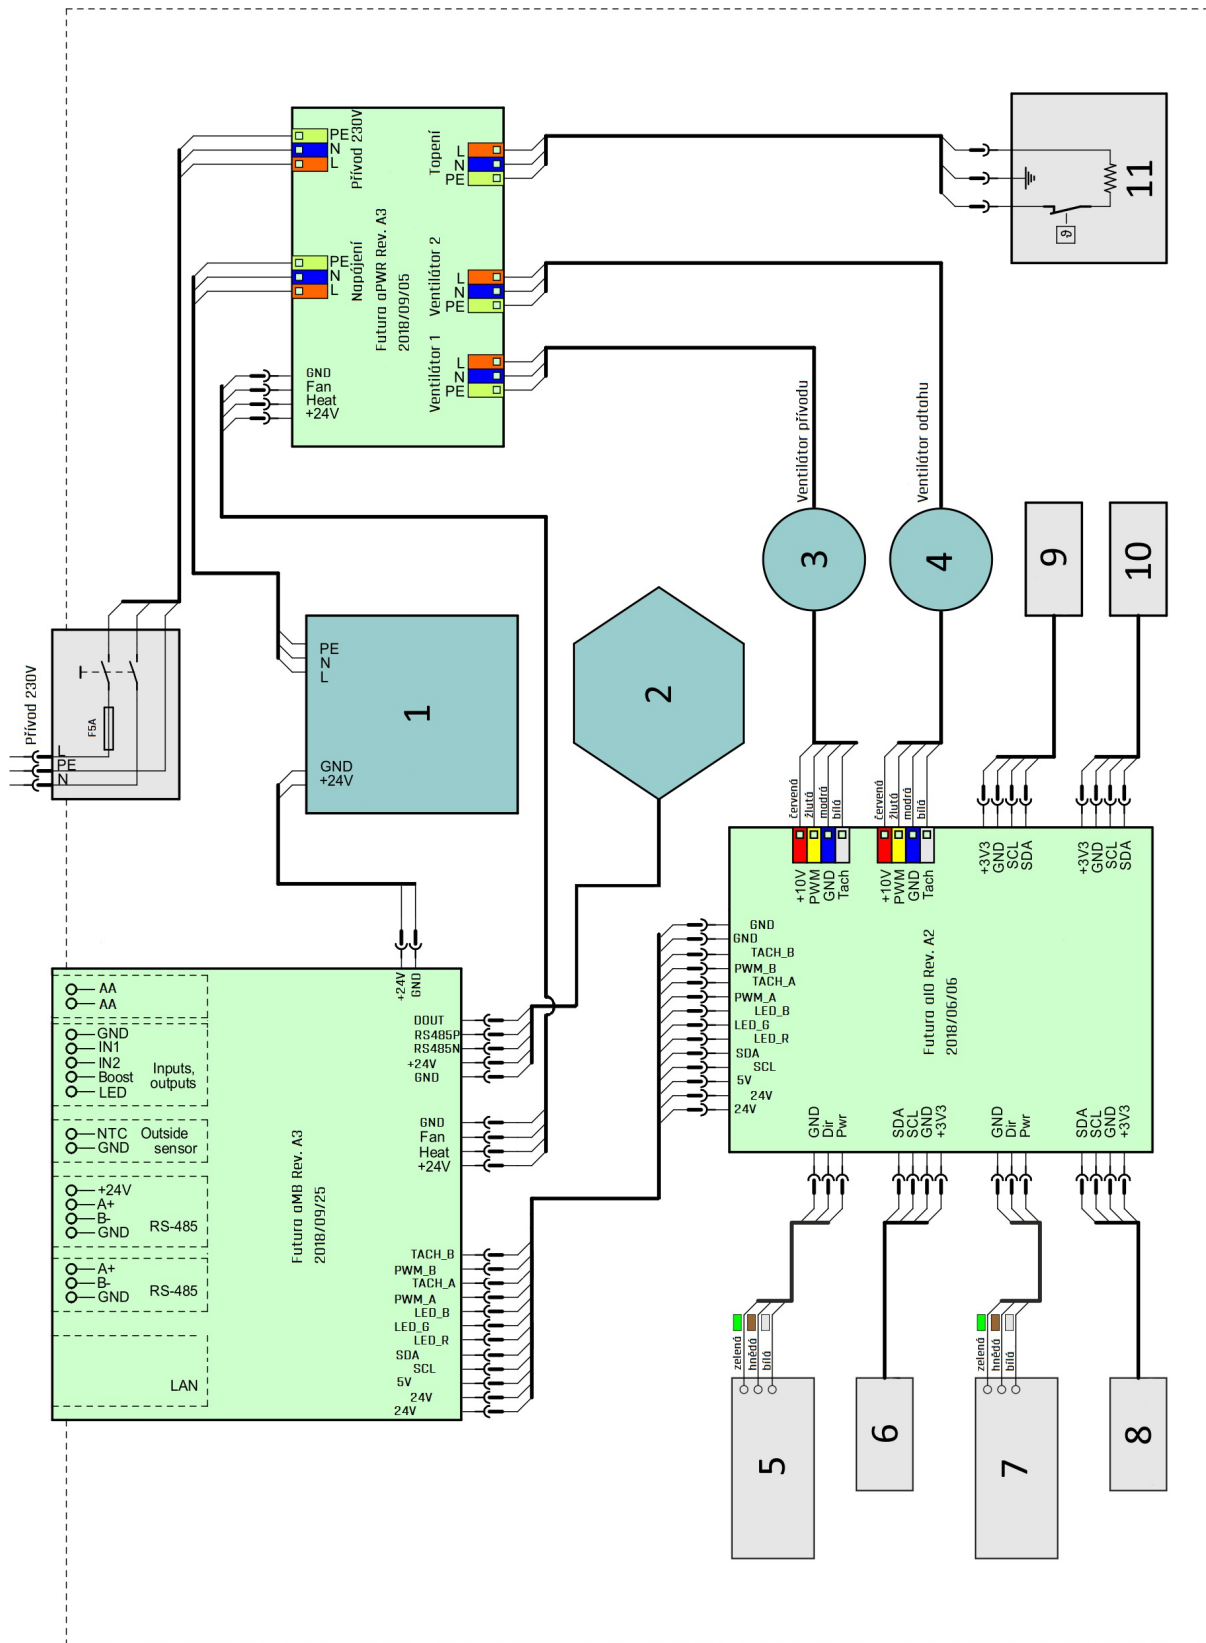 PE
N
L
Přívod 230V
PE
N
L
Napájení
GND
Fan
Heat
+24V
Futura aPWR Rev. A3
2018/09/05
Topení
L
N
PE
Ventilátor 2
L
N
PE
Ventilátor 1
L
N
PE
11
ϑ
Přívod 230V
L
PE
N
F5A
PE
N
L
GND
+24V
1
2
Ventilátor přívodu
3
Ventilátor odtahu
4
9
10
AA
AA
GND
IN1
IN2
Boost
LED
Inputs,
outputs
NTC
GND
Outside
sensor
+24V
A+
B-
GND
RS-485
A+
B-
GND
RS-485
LAN
Futura aMB Rev. A3
2018/09/25
+24V
GND
DOUT
RS485P
RS485N
+24V
GND
GND
Fan
Heat
+24V
TACH_B
PWM_B
TACH_A
PWM_A
LED_B
LED_G
LED_R
SDA
SCL
5V
24V
24V
červená
žlutá
modrá
bílá
+10V
PWM
GND
Tach
červená
žlutá
modrá
bílá
+10V
PWM
GND
Tach
+3V3
GND
SCL
SDA
+3V3
GND
SCL
SDA
GND
GND
TACH_B
PWM_B
TACH_A
PWM_A
LED_B
LED_G
LED_R
SDA
SCL
5V
24V
24V
Futura aIO Rev. A2
2018/06/06
GND
Dir
Pwr
SDA
SCL
GND
+3V3
GND
Dir
Pwr
SDA
SCL
GND
+3V3
zelená
hnědá
bílá
5
6
zelená
hnědá
bílá
7
8